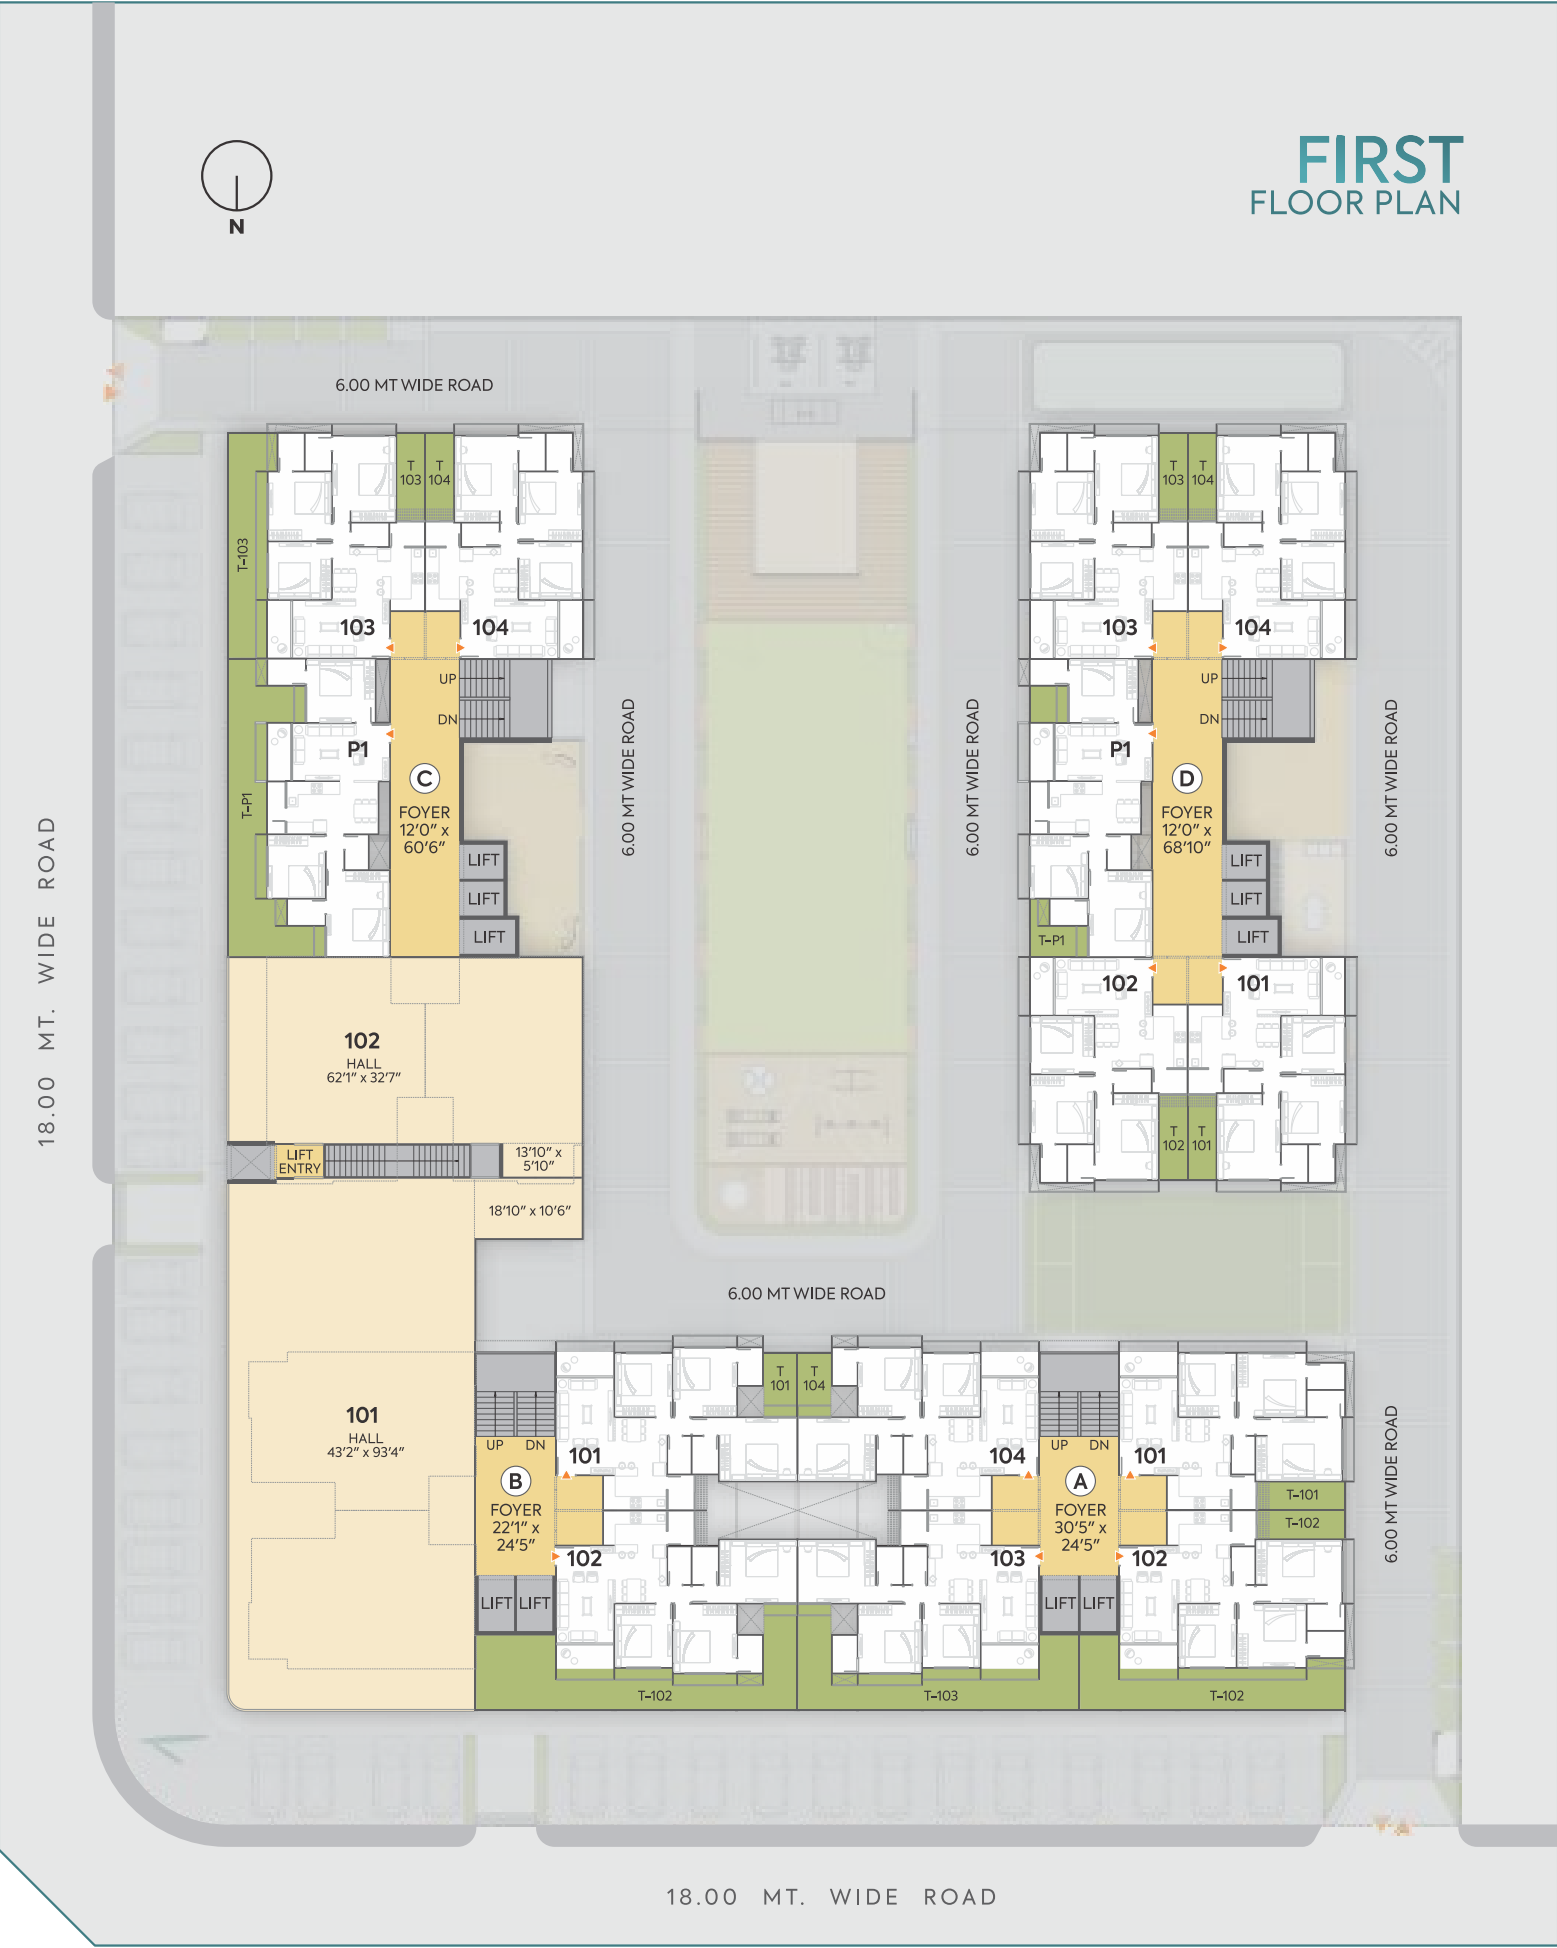 FIRST
FLOOR PLAN
N
6.00 MT WIDE ROAD
T
103
T
104
T
103
T
104
T-103
103
104
103
104
UP
DN
UP
DN
P1
P1
C
FOYER
12'0" x
60'6"
D
FOYER
12'0" x
68'10"
T-P1
LIFT
LIFT
LIFT
LIFT
LIFT
LIFT
T-P1
6.00 MT WIDE ROAD
6.00 MT WIDE ROAD
6.00 MT WIDE ROAD
18.00 MT. WIDE ROAD
102
101
102
HALL
62'1" x 32'7"
T
102
T
101
LIFT
ENTRY
13'10" x
5'10"
18'10" x 10'6"
6.00 MT WIDE ROAD
T
101
T
104
101
HALL
43'2" x 93'4"
UP
DN
101
104
UP
DN
101
B
FOYER
22'1" x
24'5"
A
FOYER
30'5" x
24'5"
T-101
T-102
6.00 MT WIDE ROAD
102
103
102
LIFT
LIFT
LIFT
LIFT
T-102
T-103
T-102
18.00 MT. WIDE ROAD